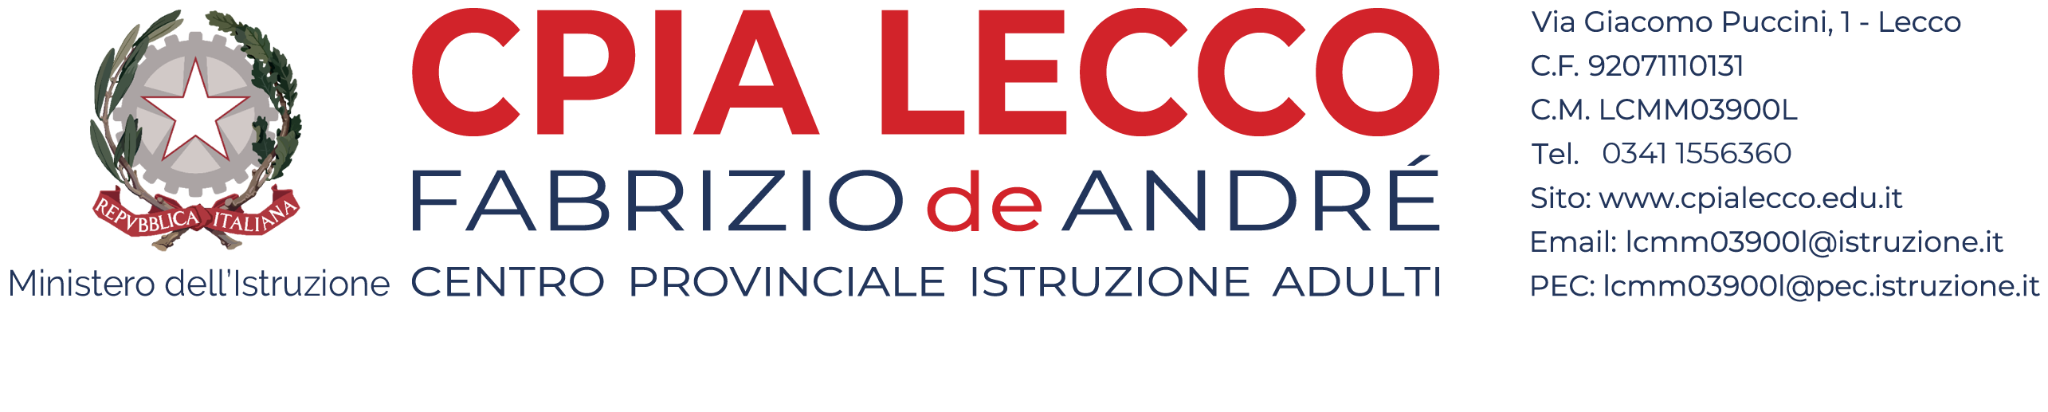 REPVBBLICA ITALIANA
Ministero dell'Istruzione
CPIA LECCO
FABRIZIO de ANDRÉ
CENTRO PROVINCIALE ISTRUZIONE ADULTI
Via Giacomo Puccini, 1 - Lecco
C.F. 92071110131
C.M. LCMM03900L
Tel. 0341 1556360
Sito: www.cpialecco.edu.it
Email: lcmm03900l@istruzione.it
PEC: lcmm03900l@pec.istruzione.it